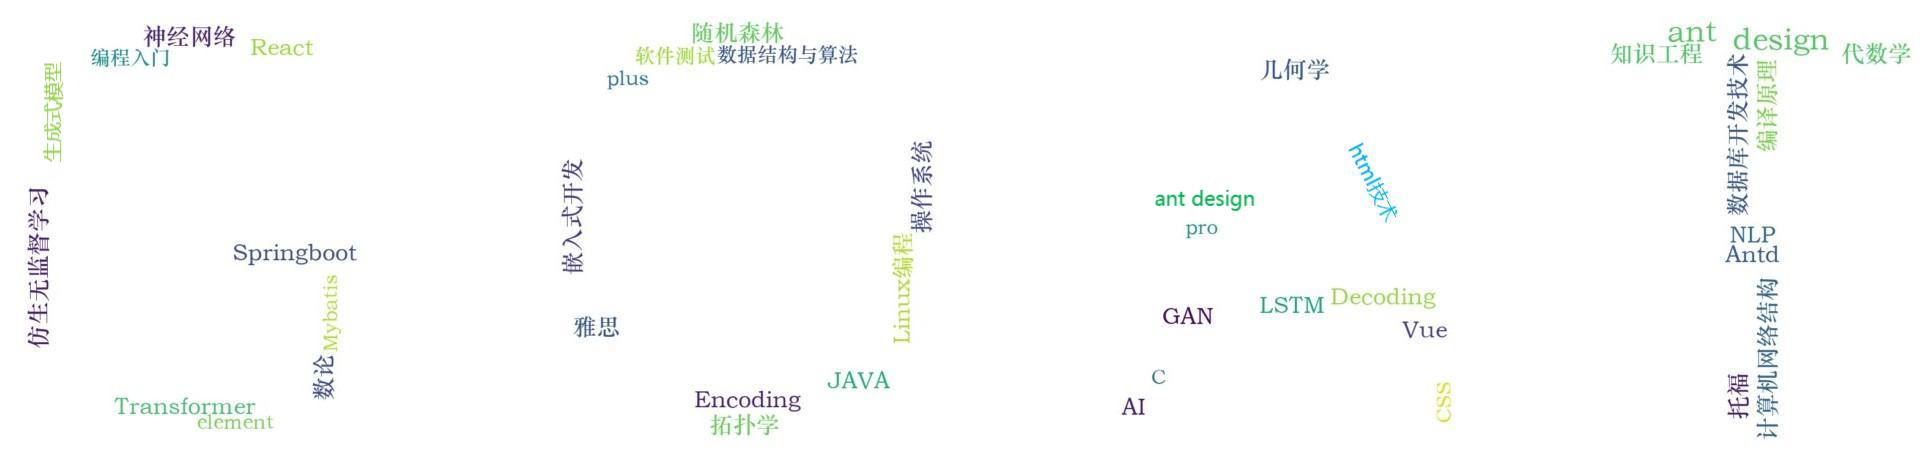 神经网络
编程入门
React
生成式模型
仿生无监督学习
Springboot
Mybatis
数论
Transformer
element
随机森林
软件测试
数据结构与算法
plus
嵌入式开发
操作系统
Linux编程
雅思
JAVA
Encoding
拓扑学
几何学
html技术
ant design
pro
GAN
LSTM
Decoding
Vue
C
AI
CSS
ant
design
知识工程
代数学
数据库开发技术
编译原理
NLP
Antd
计算机网络结构
托福